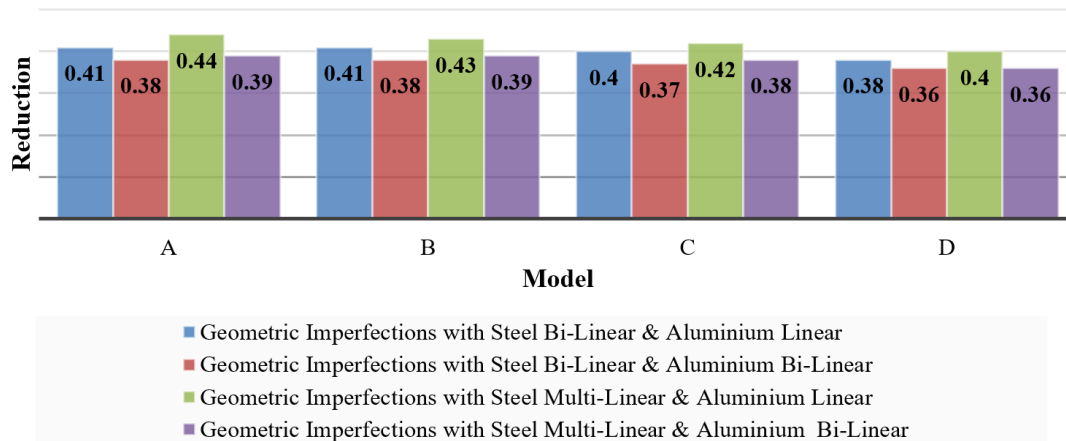 Reduction
0.41
0.38
0.44
0.39
0.41
0.38
0.43
0.39
0.4
0.37
0.42
0.38
0.38
0.36
0.4
0.36
A
B
C
D
Model
Geometric Imperfections with Steel Bi-Linear & Aluminium Linear
Geometric Imperfections with Steel Bi-Linear & Aluminium Bi-Linear
Geometric Imperfections with Steel Multi-Linear & Aluminium Linear
Geometric Imperfections with Steel Multi-Linear & Aluminium  Bi-Linear